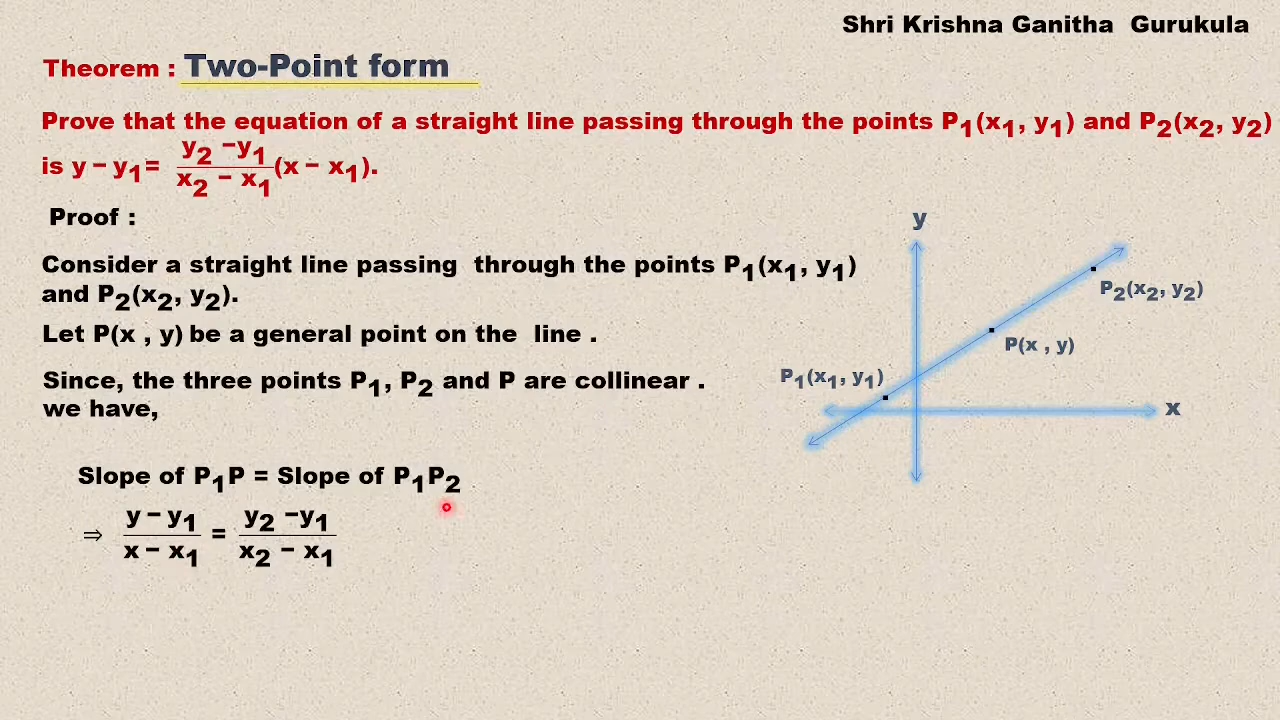 Shri Krishna Ganitha Gurukula
Theorem : Two-Point form
Prove that the equation of a straight line passing through the points P₁(x₁, y₁) and P₂(x₂, y₂)
is y − y₁ = (y₂ − y₁)/(x₂ − x₁) (x − x₁).
Proof :
Consider a straight line passing through the points P₁(x₁, y₁)
and P₂(x₂, y₂).
Let P(x , y) be a general point on the line .
Since, the three points P₁, P₂ and P are collinear .
we have,
Slope of P₁P = Slope of P₁P₂
⇒ (y − y₁)/(x − x₁) = (y₂ − y₁)/(x₂ − x₁)
y
P₂(x₂, y₂)
P(x , y)
P₁(x₁, y₁)
x